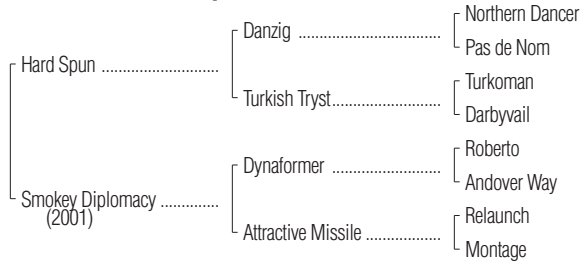 Northern Dancer
Danzig ................................
Pas de Nom
Hard Spun ..........................
Turkoman
Turkish Tryst........................
Darbyvail
Roberto
Dynaformer ........................
Andover Way
Smokey Diplomacy .............
(2001)
Relaunch
Attractive Missile .................
Montage